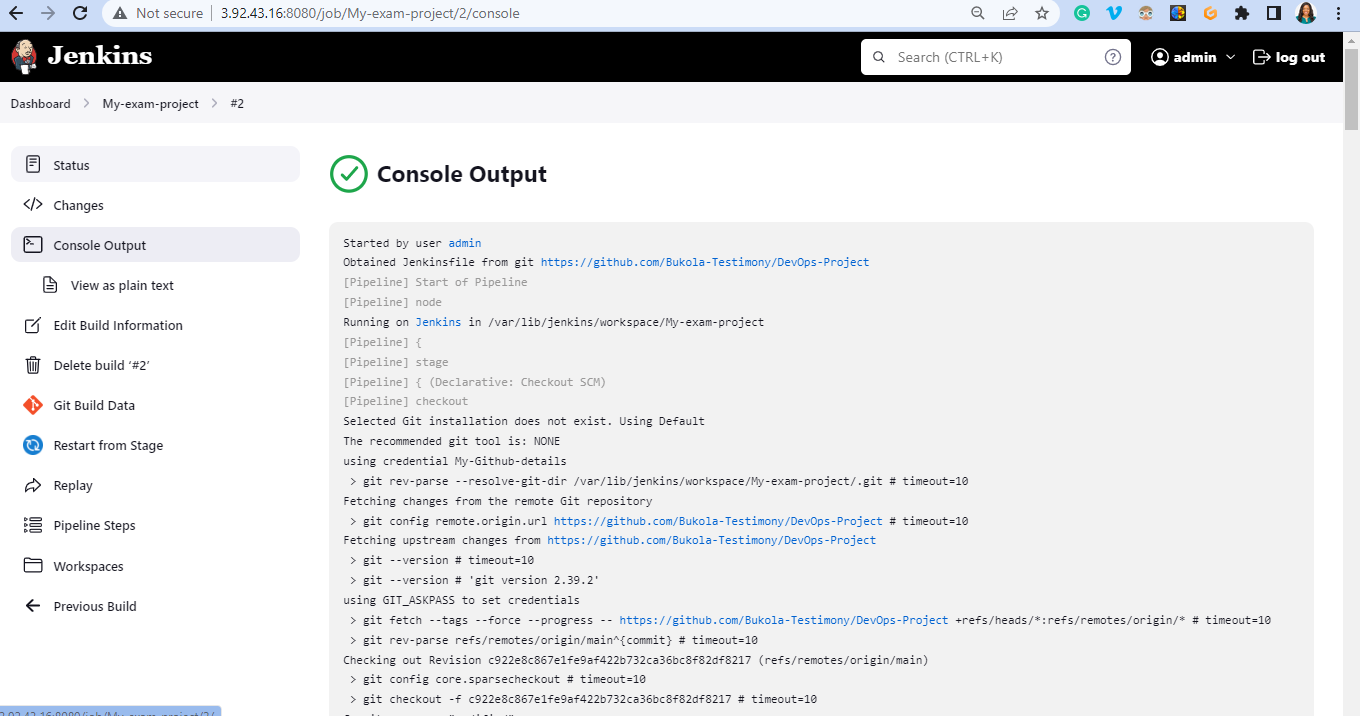 Not secure | 3.92.43.16:8080/job/My-exam-project/2/console
Jenkins
Search (CTRL+K)
?
admin
log out
Dashboard > My-exam-project > #2
Status
Changes
Console Output
View as plain text
Edit Build Information
Delete build ‘#2’
Git Build Data
Restart from Stage
Replay
Pipeline Steps
Workspaces
Previous Build
Console Output
Started by user admin
Obtained Jenkinsfile from git https://github.com/Bukola-Testimony/DevOps-Project
[Pipeline] Start of Pipeline
[Pipeline] node
Running on Jenkins in /var/lib/jenkins/workspace/My-exam-project
[Pipeline] {
[Pipeline] stage
[Pipeline] { (Declarative: Checkout SCM)
[Pipeline] checkout
Selected Git installation does not exist. Using Default
The recommended git tool is: NONE
using credential My-Github-details
> git rev-parse --resolve-git-dir /var/lib/jenkins/workspace/My-exam-project/.git # timeout=10
Fetching changes from the remote Git repository
> git config remote.origin.url https://github.com/Bukola-Testimony/DevOps-Project # timeout=10
Fetching upstream changes from https://github.com/Bukola-Testimony/DevOps-Project
> git --version # timeout=10
> git --version # 'git version 2.39.2'
using GIT_ASKPASS to set credentials
> git fetch --tags --force --progress -- https://github.com/Bukola-Testimony/DevOps-Project +refs/heads/*:refs/remotes/origin/* # timeout=10
> git rev-parse refs/remotes/origin/main^{commit} # timeout=10
Checking out Revision c922e8c867e1fe9af422b732ca36bc8f82df8217 (refs/remotes/origin/main)
> git config core.sparsecheckout # timeout=10
> git checkout -f c922e8c867e1fe9af422b732ca36bc8f82df8217 # timeout=10